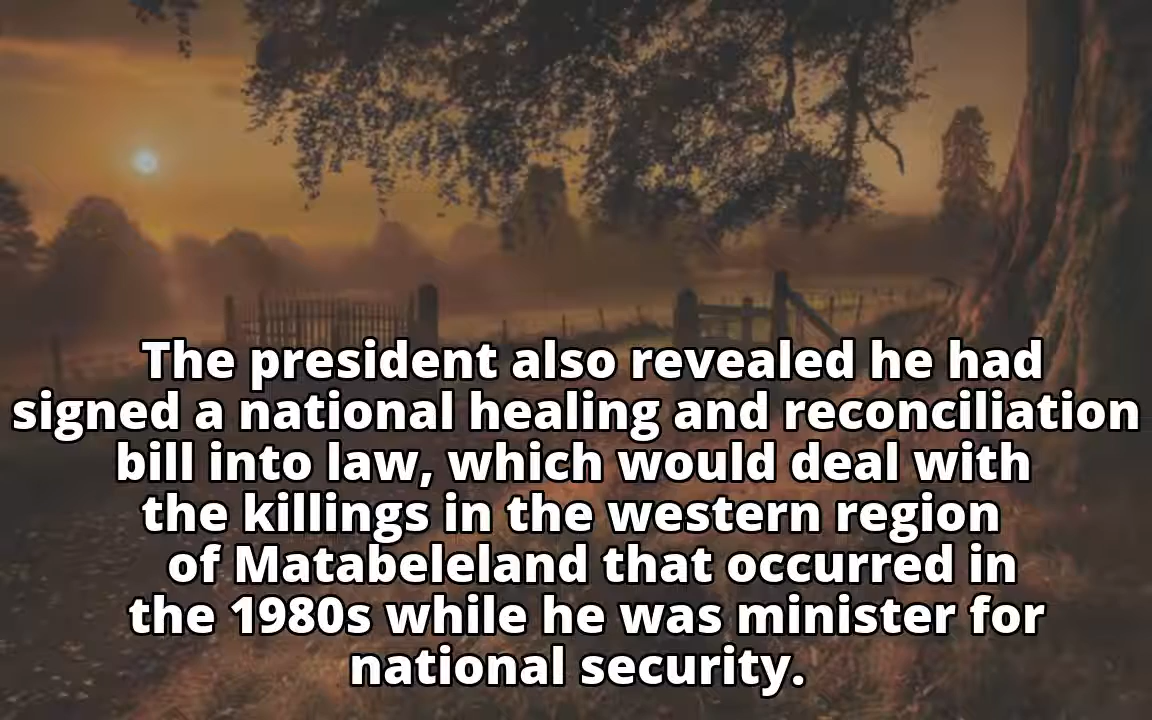 The president also revealed he had
signed a national healing and reconciliation
bill into law, which would deal with
the killings in the western region
of Matabeleland that occurred in
the 1980s while he was minister for
national security.